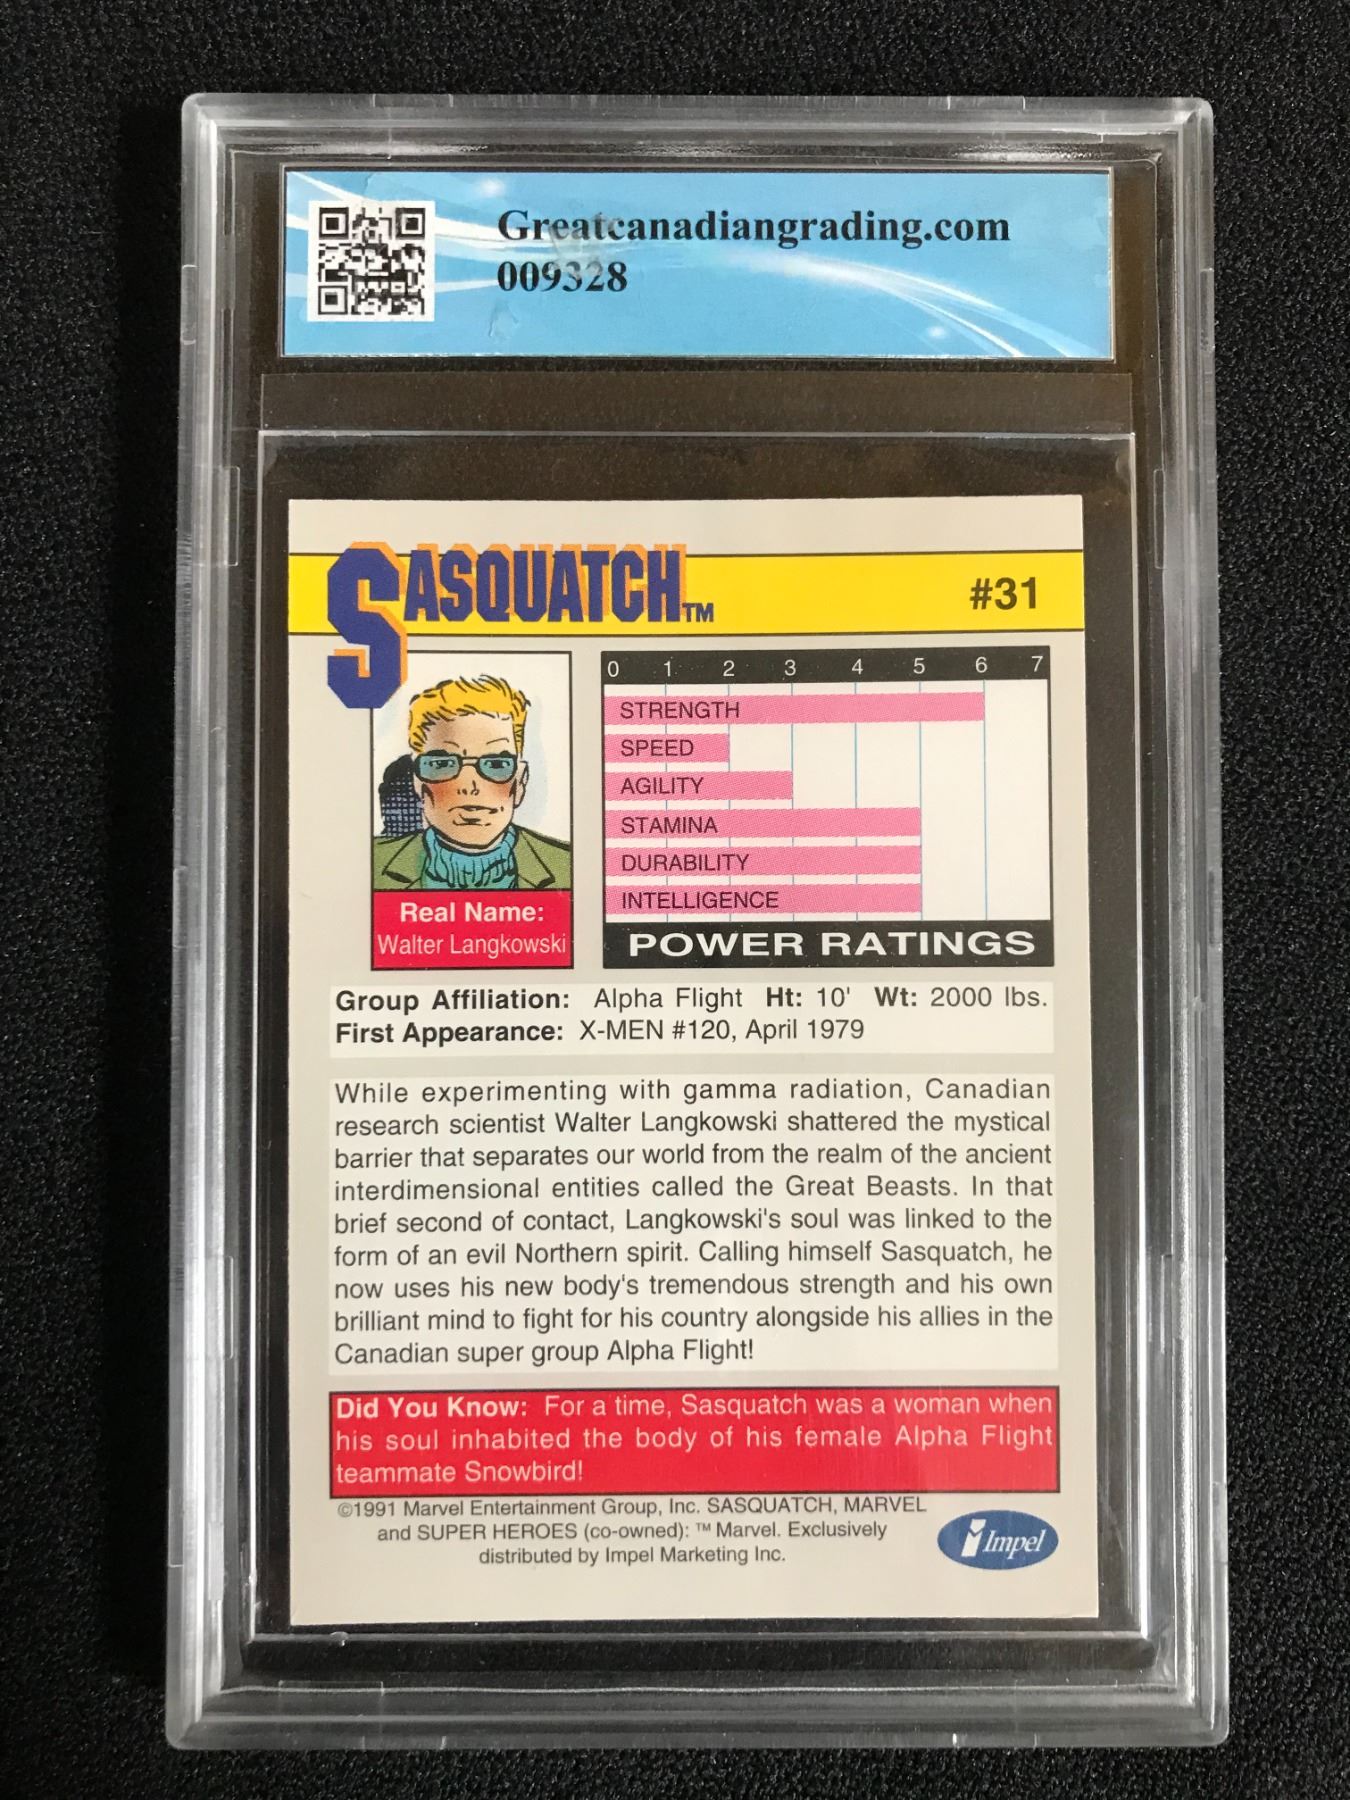 Greatcanadiangrading.com
009328
SASQUATCH™
#31
0 1 2 3 4 5 6 7
STRENGTH
SPEED
AGILITY
STAMINA
DURABILITY
INTELLIGENCE
POWER RATINGS
Real Name:
Walter Langkowski
Group Affiliation: Alpha Flight Ht: 10' Wt: 2000 lbs.
First Appearance: X-MEN #120, April 1979
While experimenting with gamma radiation, Canadian
research scientist Walter Langkowski shattered the mystical
barrier that separates our world from the realm of the ancient
interdimensional entities called the Great Beasts. In that
brief second of contact, Langkowski's soul was linked to the
form of an evil Northern spirit. Calling himself Sasquatch, he
now uses his new body's tremendous strength and his own
brilliant mind to fight for his country alongside his allies in the
Canadian super group Alpha Flight!
Did You Know: For a time, Sasquatch was a woman when
his soul inhabited the body of his female Alpha Flight
teammate Snowbird!
©1991 Marvel Entertainment Group, Inc. SASQUATCH, MARVEL
and SUPER HEROES (co-owned): ™ Marvel. Exclusively
distributed by Impel Marketing Inc.
Impel